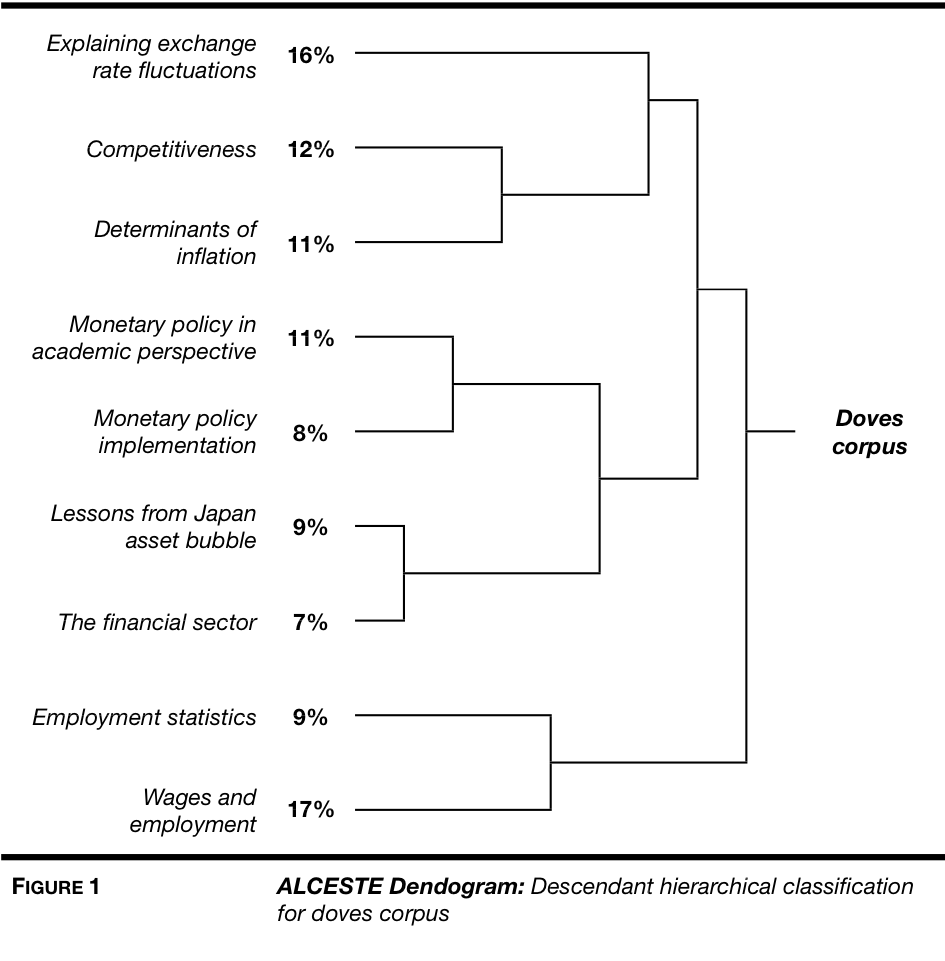 Explaining exchange
rate fluctuations
16%
Competitiveness
12%
Determinants of
inflation
11%
Monetary policy in
academic perspective
11%
Monetary policy
implementation
8%
Doves
corpus
Lessons from Japan
asset bubble
9%
The financial sector
7%
Employment statistics
9%
Wages and
employment
17%
FIGURE 1
ALCESTE Dendogram: Descendant hierarchical classification
for doves corpus